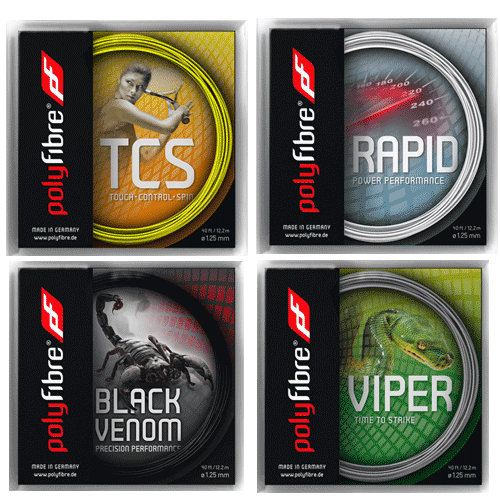 polyfibre®
TCS
TOUCH•CONTROL•SPIN
MADE IN GERMANY
www.polyfibre.de
40 ft / 12,2 m
ø 1.25 mm
polyfibre®
160 180 200
220
240
260
RAPID
POWER PERFORMANCE
MADE IN GERMANY
www.polyfibre.de
40 ft / 12,2 m
ø 1.25 mm
polyfibre®
BLACK
VENOM
PRECISION PERFORMANCE
MADE IN GERMANY
www.polyfibre.de
40 ft / 12,2 m
ø 1.25 mm
polyfibre®
VIPER
TIME TO STRIKE
MADE IN GERMANY
www.polyfibre.de
40 ft / 12,2 m
ø 1.25 mm